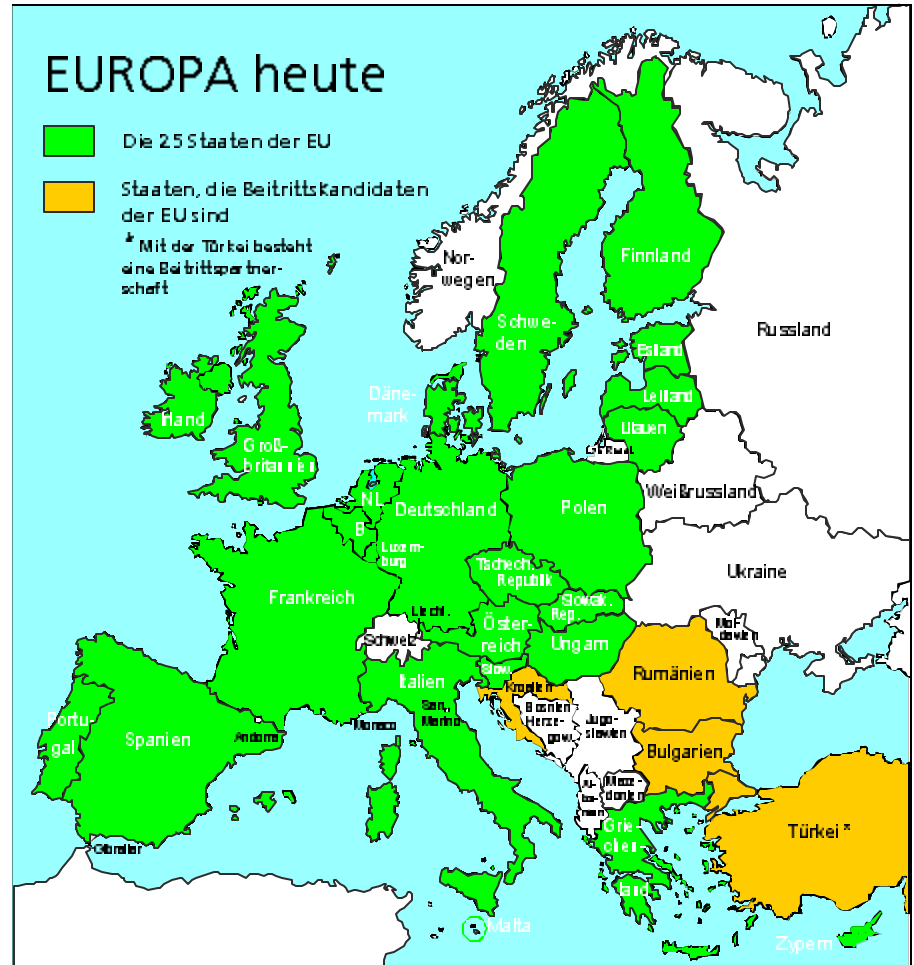 EUROPA heute
Die 25 Staaten der EU
Staaten, die Beitrittskandidaten
der EU sind
* Mit der Türkei besteht
eine Beitrittspartner-
schaft
Nor-
wegen
Finnland
Schwe-
den
Russland
Estland
Lettland
Litauen
Däne-
mark
Irland
Groß-
britannien
Weißrussland
NL
Deutschland
Polen
B
Luxem-
burg
Tschech.
Republik
Ukraine
Frankreich
Liecht.
Slowak.
Rep.
Öster-
reich
Mol-
dawien
Schweiz
Ungarn
Slow.
Italien
Kroatien
Rumänien
San
Marino
Bosnien
Herze-
gow.
Jugo-
slawien
Portu-
gal
Spanien
Andorra
Monaco
Bulgarien
Al-
ba-
nien
Maze-
donien
Türkei *
Grie-
chen-
land
Gibraltar
Malta
Zypern